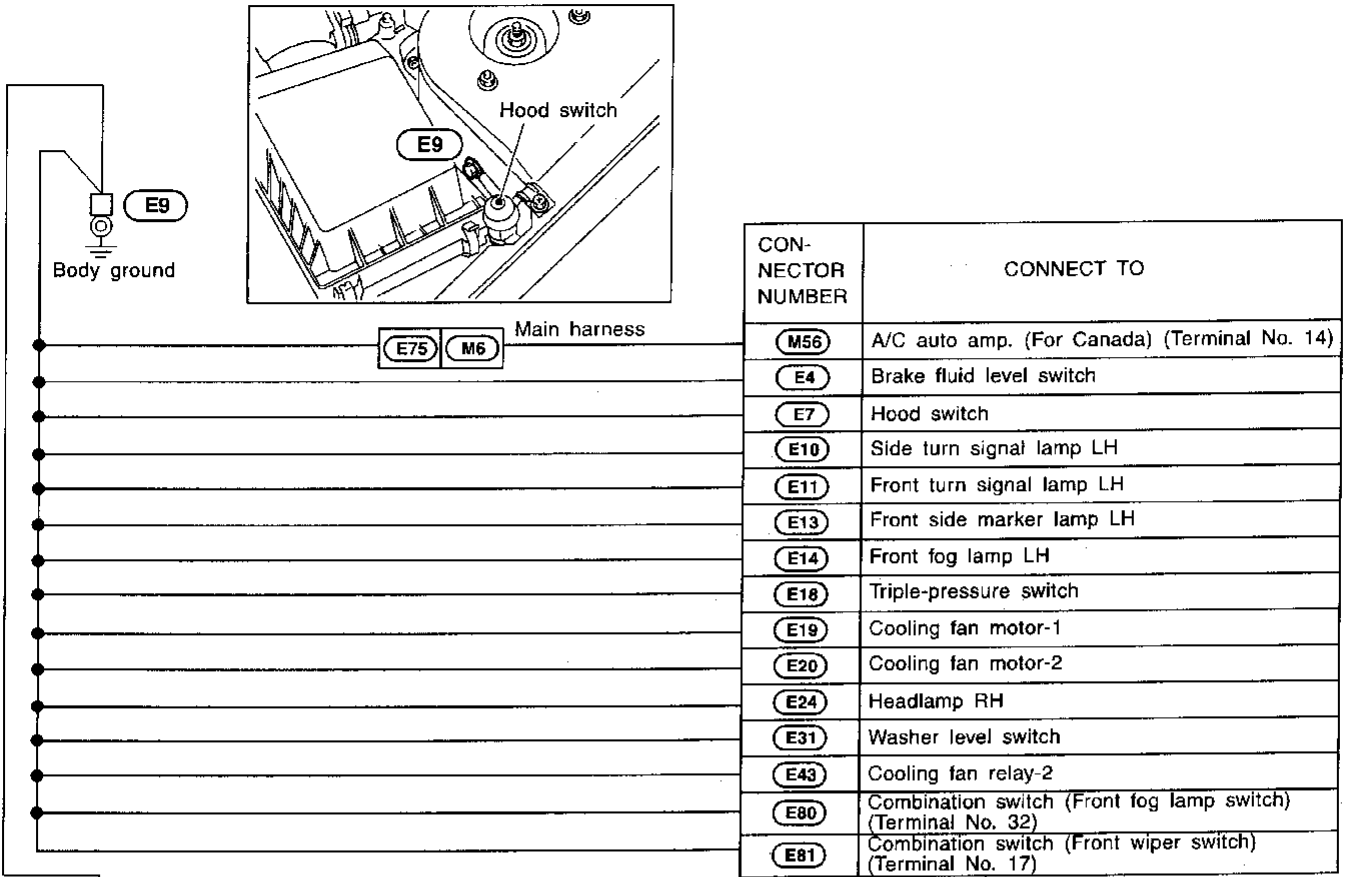 Hood switch
E9
E9
Body ground
CON-
NECTOR
NUMBER
CONNECT TO
E75 M6 Main harness
M56 A/C auto amp. (For Canada) (Terminal No. 14)
E4 Brake fluid level switch
E7 Hood switch
E10 Side turn signal lamp LH
E11 Front turn signal lamp LH
E13 Front side marker lamp LH
E14 Front fog lamp LH
E18 Triple-pressure switch
E19 Cooling fan motor-1
E20 Cooling fan motor-2
E24 Headlamp RH
E31 Washer level switch
E43 Cooling fan relay-2
E80 Combination switch (Front fog lamp switch)
(Terminal No. 32)
E81 Combination switch (Front wiper switch)
(Terminal No. 17)